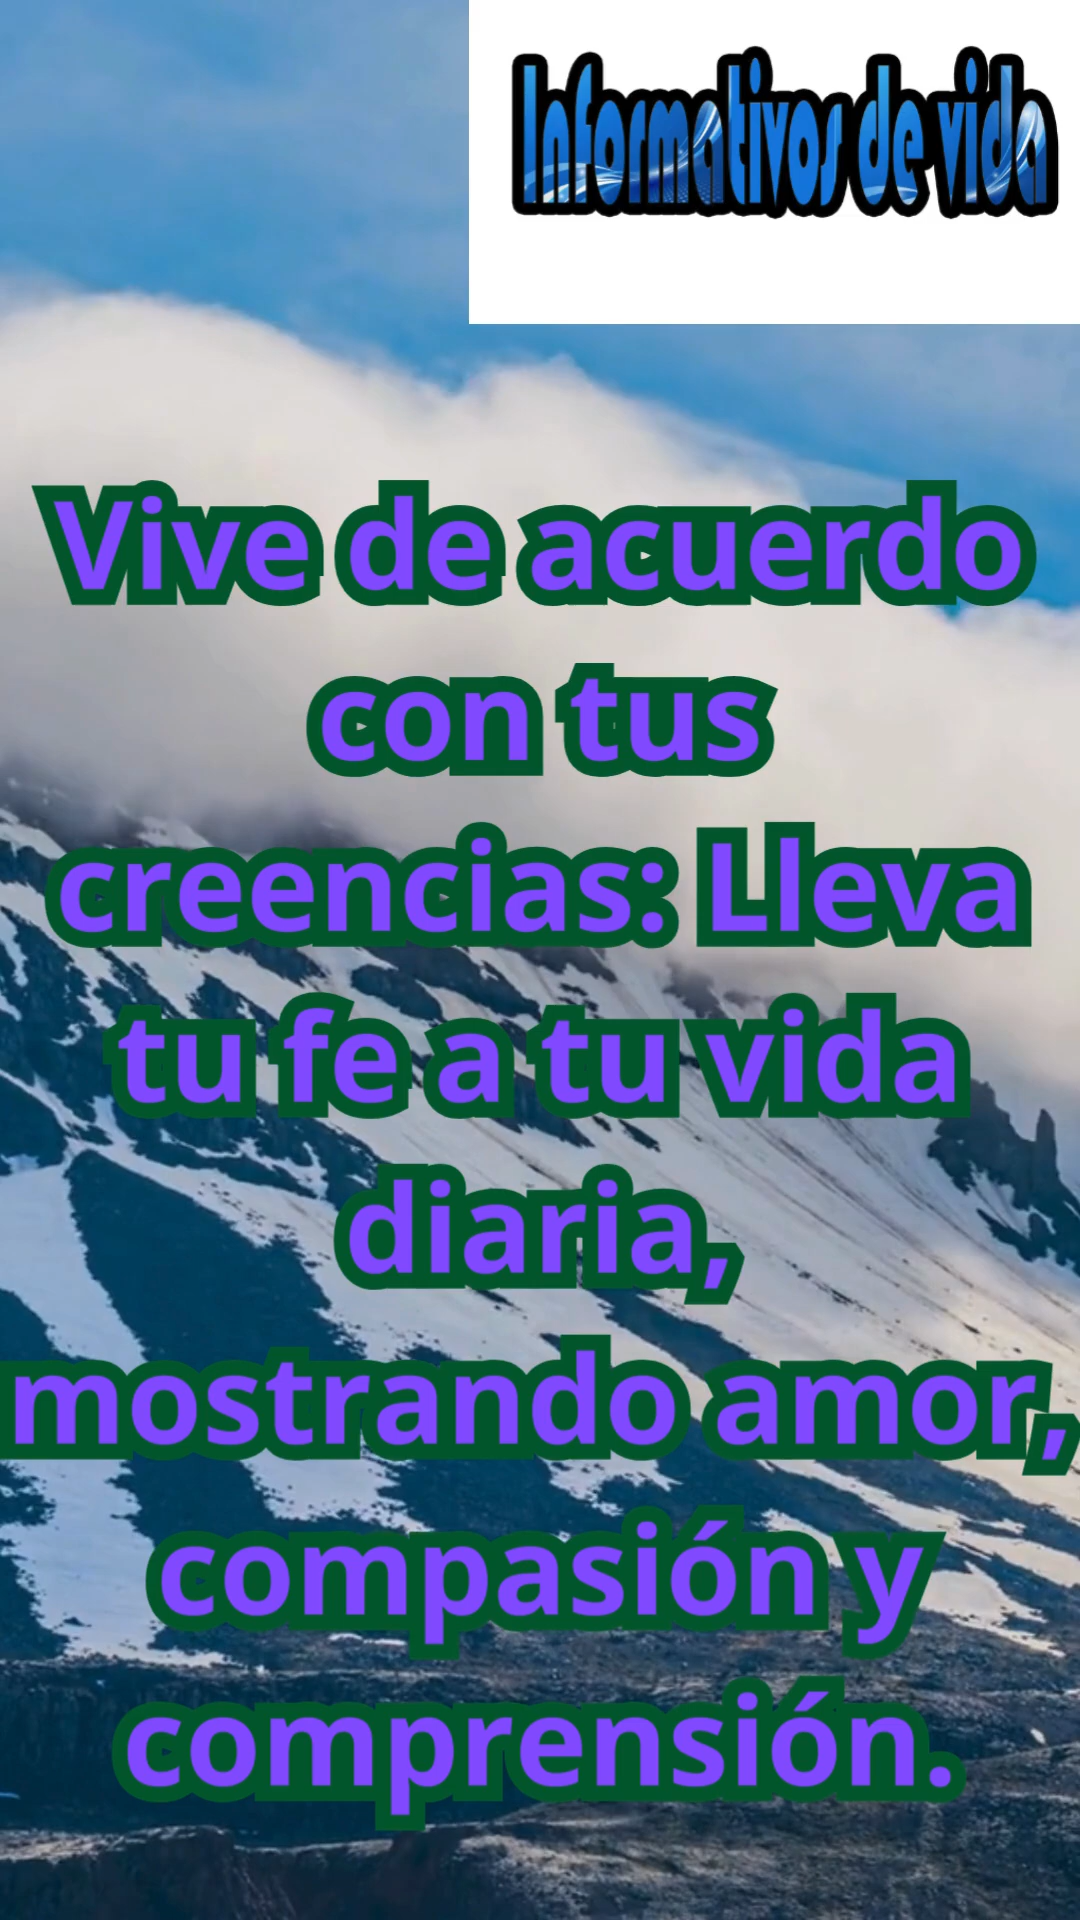 Informativos de vida
Vive de acuerdo
con tus
creencias: Lleva
tu fe a tu vida
diaria,
mostrando amor,
compasión y
comprensión.